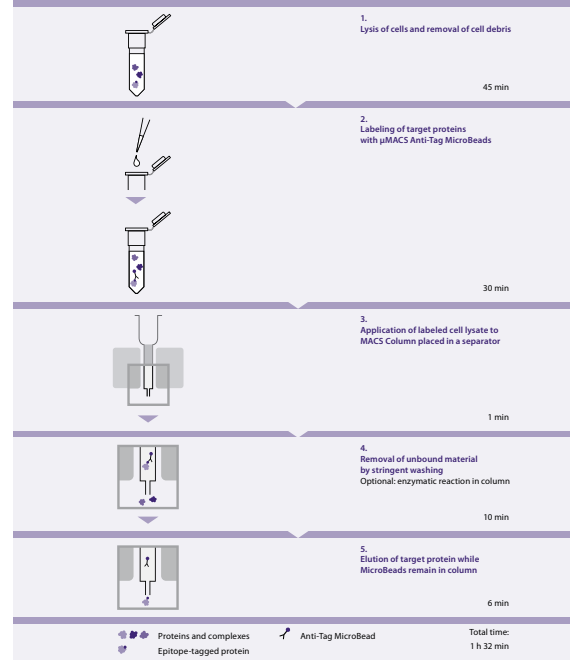 1.
Lysis of cells and removal of cell debris
45 min
2.
Labeling of target proteins
with µMACS Anti-Tag MicroBeads
30 min
3.
Application of labeled cell lysate to
MACS Column placed in a separator
1 min
4.
Removal of unbound material
by stringent washing
Optional: enzymatic reaction in column
10 min
5.
Elution of target protein while
MicroBeads remain in column
6 min
Proteins and complexes
Anti-Tag MicroBead
Epitope-tagged protein
Total time:
1 h 32 min